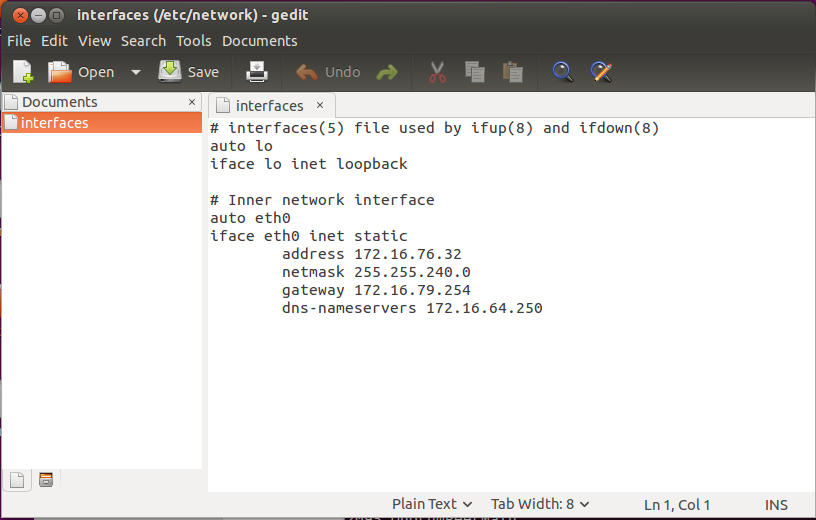 interfaces (/etc/network) - gedit
File Edit View Search Tools Documents
Open Save Undo
Documents ×
interfaces
interfaces ×
# interfaces(5) file used by ifup(8) and ifdown(8)
auto lo
iface lo inet loopback
# Inner network interface
auto eth0
iface eth0 inet static
address 172.16.76.32
netmask 255.255.240.0
gateway 172.16.79.254
dns-nameservers 172.16.64.250
Plain Text Tab Width: 8 Ln 1, Col 1 INS